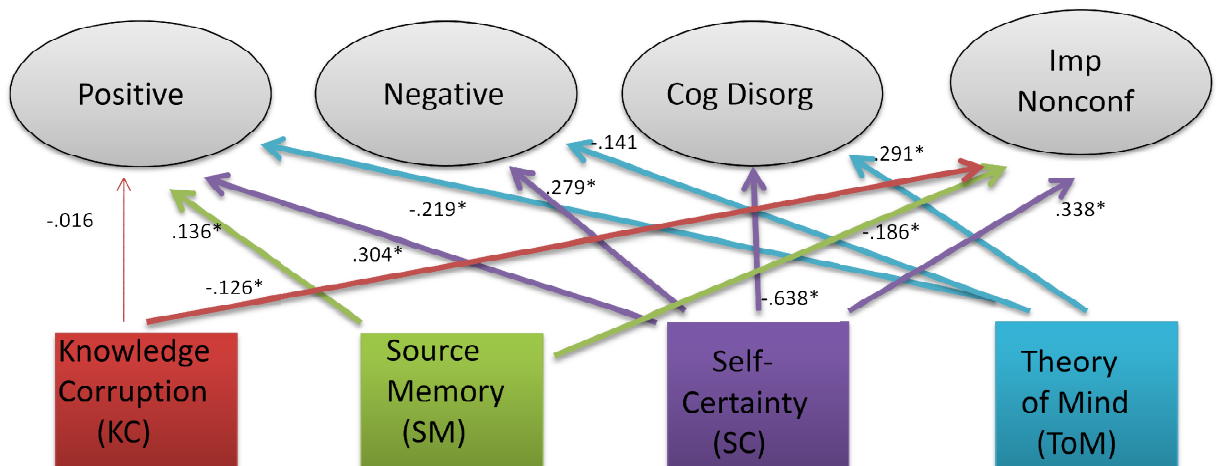 Positive
Negative
Cog Disorg
Imp
Nonconf
-.141
.291*
.279*
-.016
.136*
-.219*
.338*
.304*
-.186*
-.126*
-.638*
Knowledge
Corruption
(KC)
Source
Memory
(SM)
Self-
Certainty
(SC)
Theory
of Mind
(ToM)